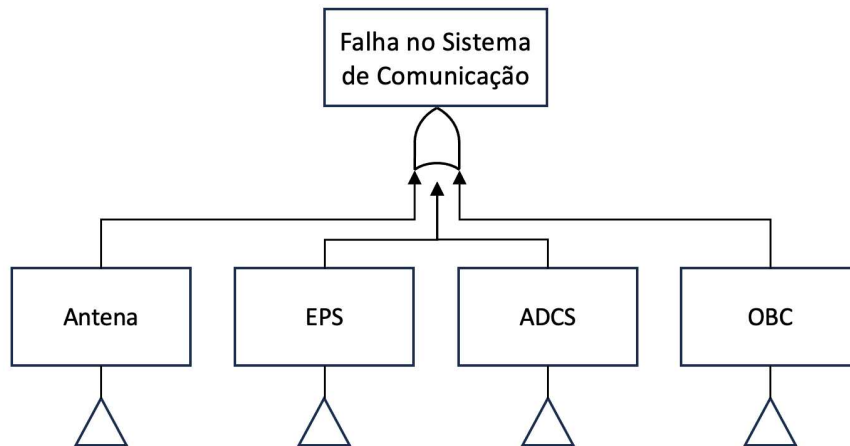 Falha no Sistema
de Comunicação
Antena
EPS
ADCS
OBC